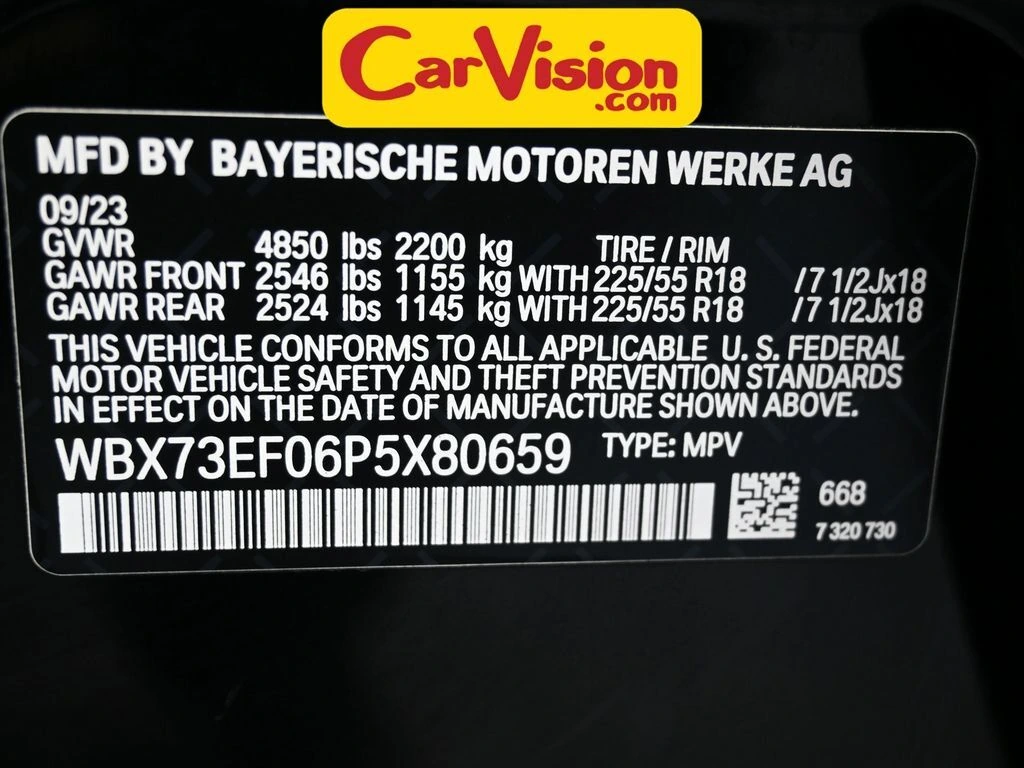 CarVision
.com
MFD BY BAYERISCHE MOTOREN WERKE AG
09/23
GVWR 4850 lbs 2200 kg TIRE / RIM
GAWR FRONT 2546 lbs 1155 kg WITH 225/55 R18 /7 1/2Jx18
GAWR REAR 2524 lbs 1145 kg WITH 225/55 R18 /7 1/2Jx18
THIS VEHICLE CONFORMS TO ALL APPLICABLE U. S. FEDERAL
MOTOR VEHICLE SAFETY AND THEFT PREVENTION STANDARDS
IN EFFECT ON THE DATE OF MANUFACTURE SHOWN ABOVE.
WBX73EF06P5X80659 TYPE: MPV
668
7 320 730